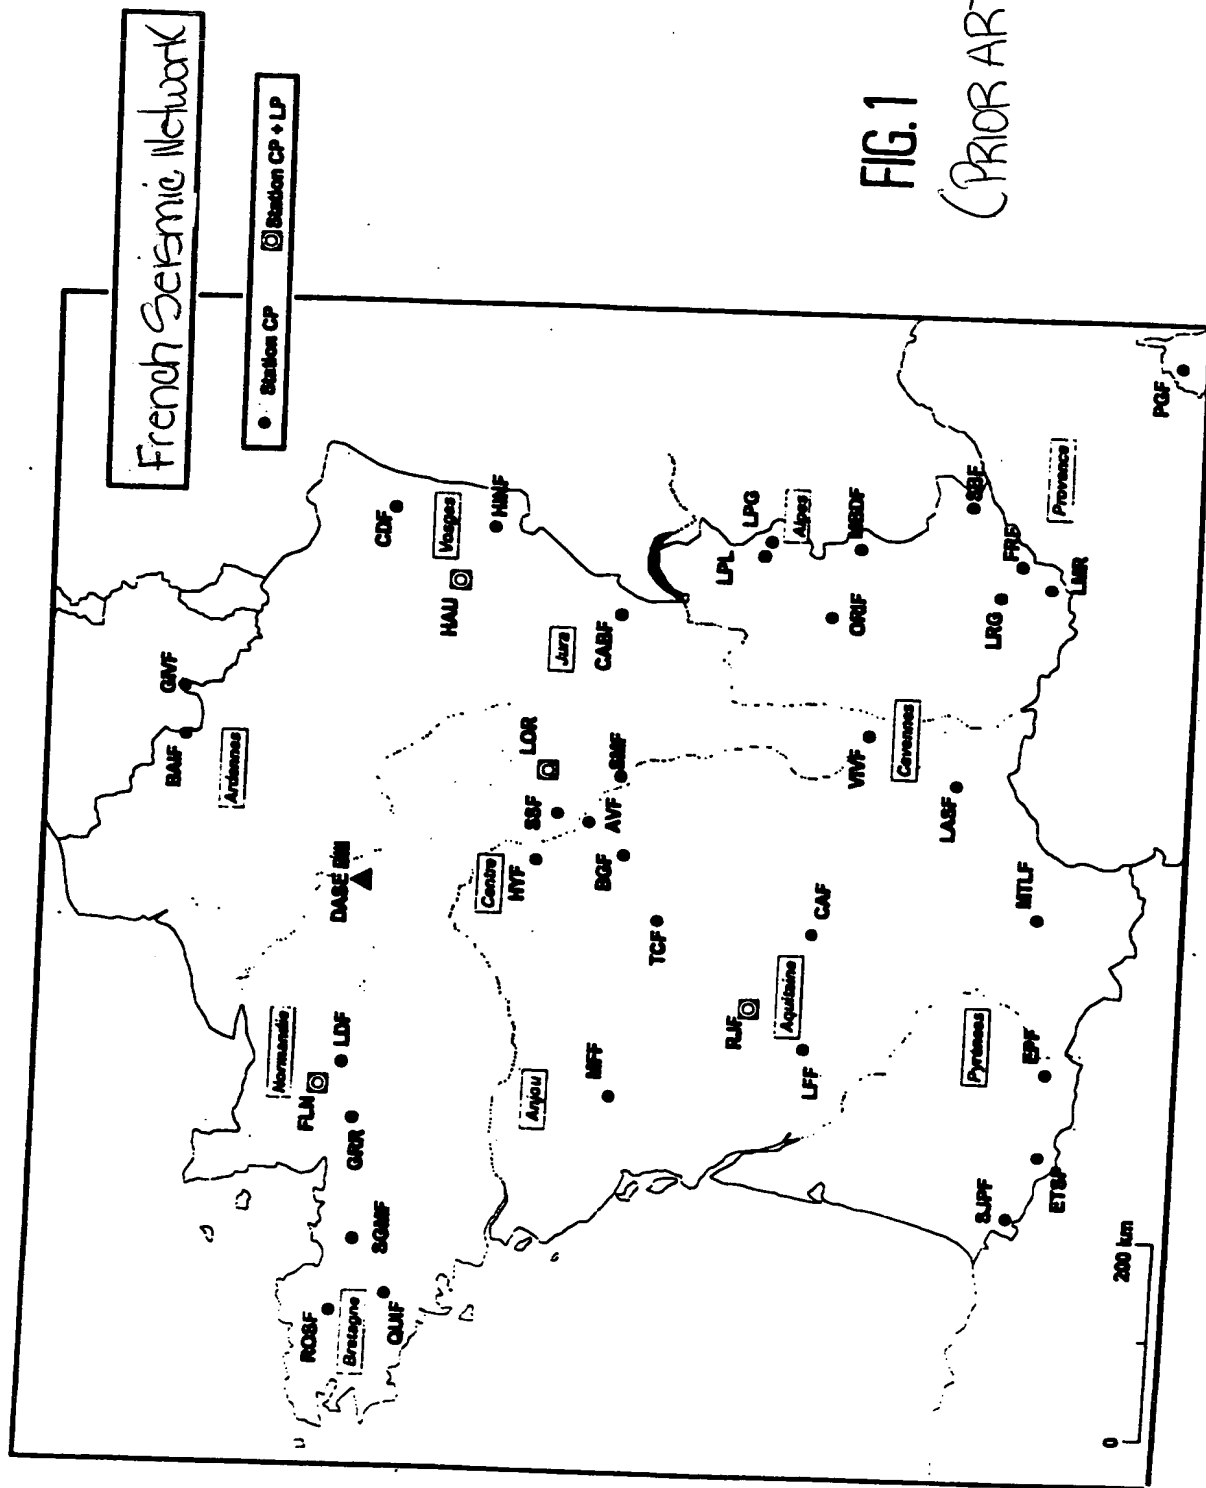 French Seismic Network
Station CP
Station CP + LP
FIG. 1
(PRIOR ART
GIVF
BAIF
Ardennes
CDF
Vosges
HAU
Jura
CABF
LPG
LPL
Alpes
MBDF
ORIF
SBF
FRF
LRG
LMR
Provence
PGF
DASE
LOR
SSF
SMF
AVF
Centre
HYF
BGF
TCF
VIVF
Cevennes
LASF
Normandie
LDF
FLN
GRR
SGMF
ROSF
Bretagne
QUIF
Anjou
MFF
RJF
Aquitaine
CAF
LFF
MTLF
Pyrénées
EPF
SJPF
0
200 km